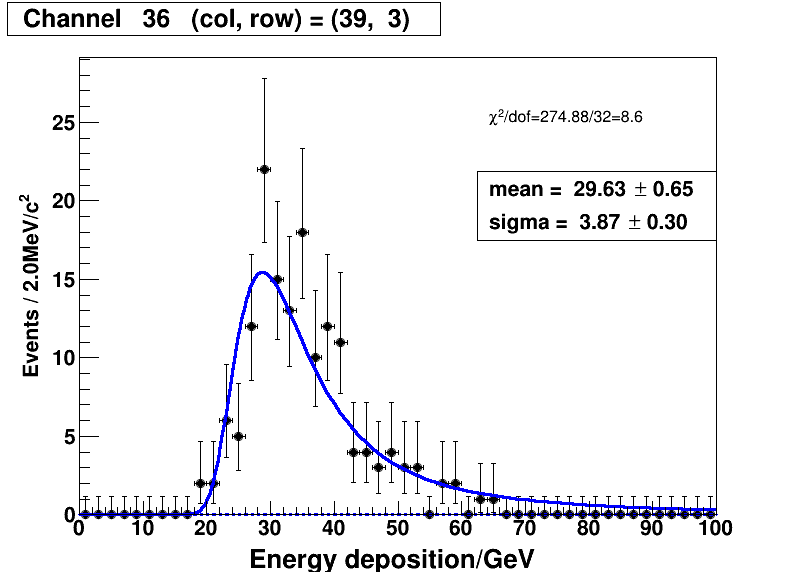 Channel 36 (col, row) = (39, 3)
χ²/dof=274.88/32=8.6
mean = 29.63 ± 0.65
sigma = 3.87 ± 0.30
Events / 2.0MeV/c²
25
20
15
10
5
0
0 10 20 30 40 50 60 70 80 90 100
Energy deposition/GeV